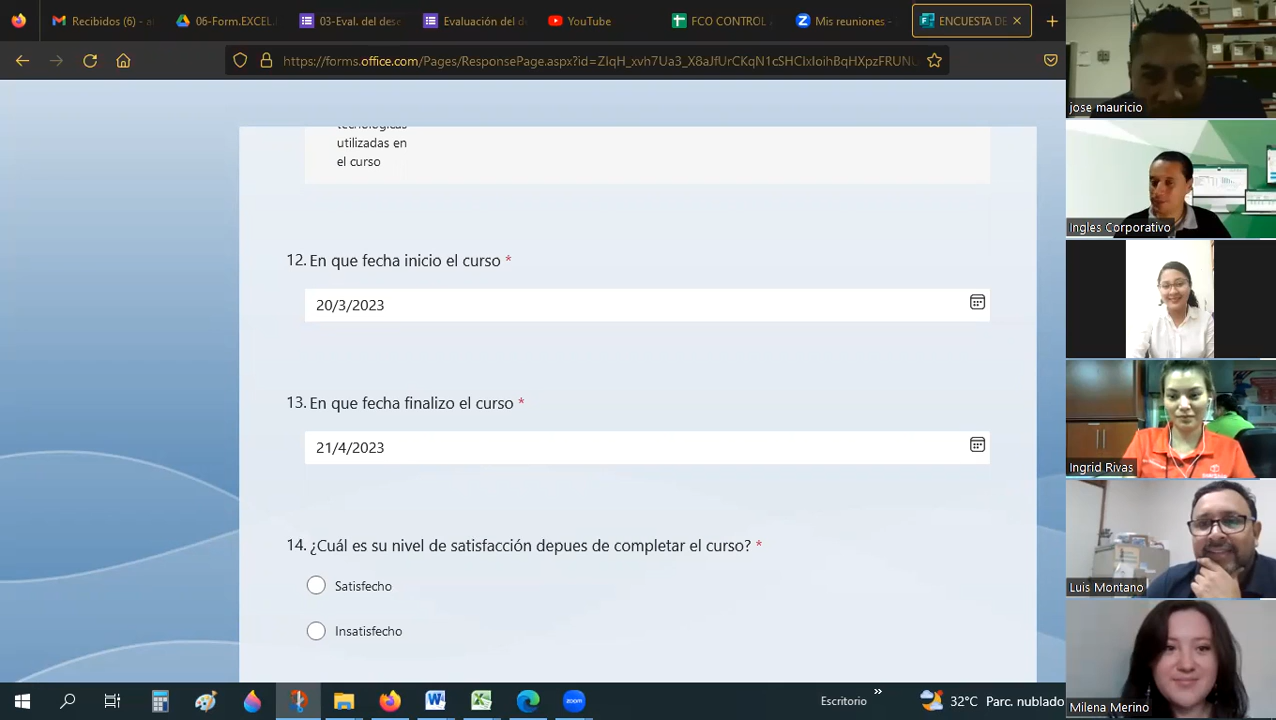 Recibidos (6) - a
06-Form.EXCEL.
03-Eval. del des
Evaluación del d
YouTube
FCO CONTROL
Mis reuniones -
ENCUESTA DE
https://forms.office.com/Pages/ResponsePage.aspx?id=
tecnologicas
utilizadas en
el curso
12. En que fecha inicio el curso *
20/3/2023
13. En que fecha finalizo el curso *
21/4/2023
14. ¿Cuál es su nivel de satisfacción depues de completar el curso? *
Satisfecho
Insatisfecho
jose mauricio
Ingles Corporativo
Ingrid Rivas
Luis Montano
Milena Merino
zoom
Escritorio
»
32°C Parc. nublado